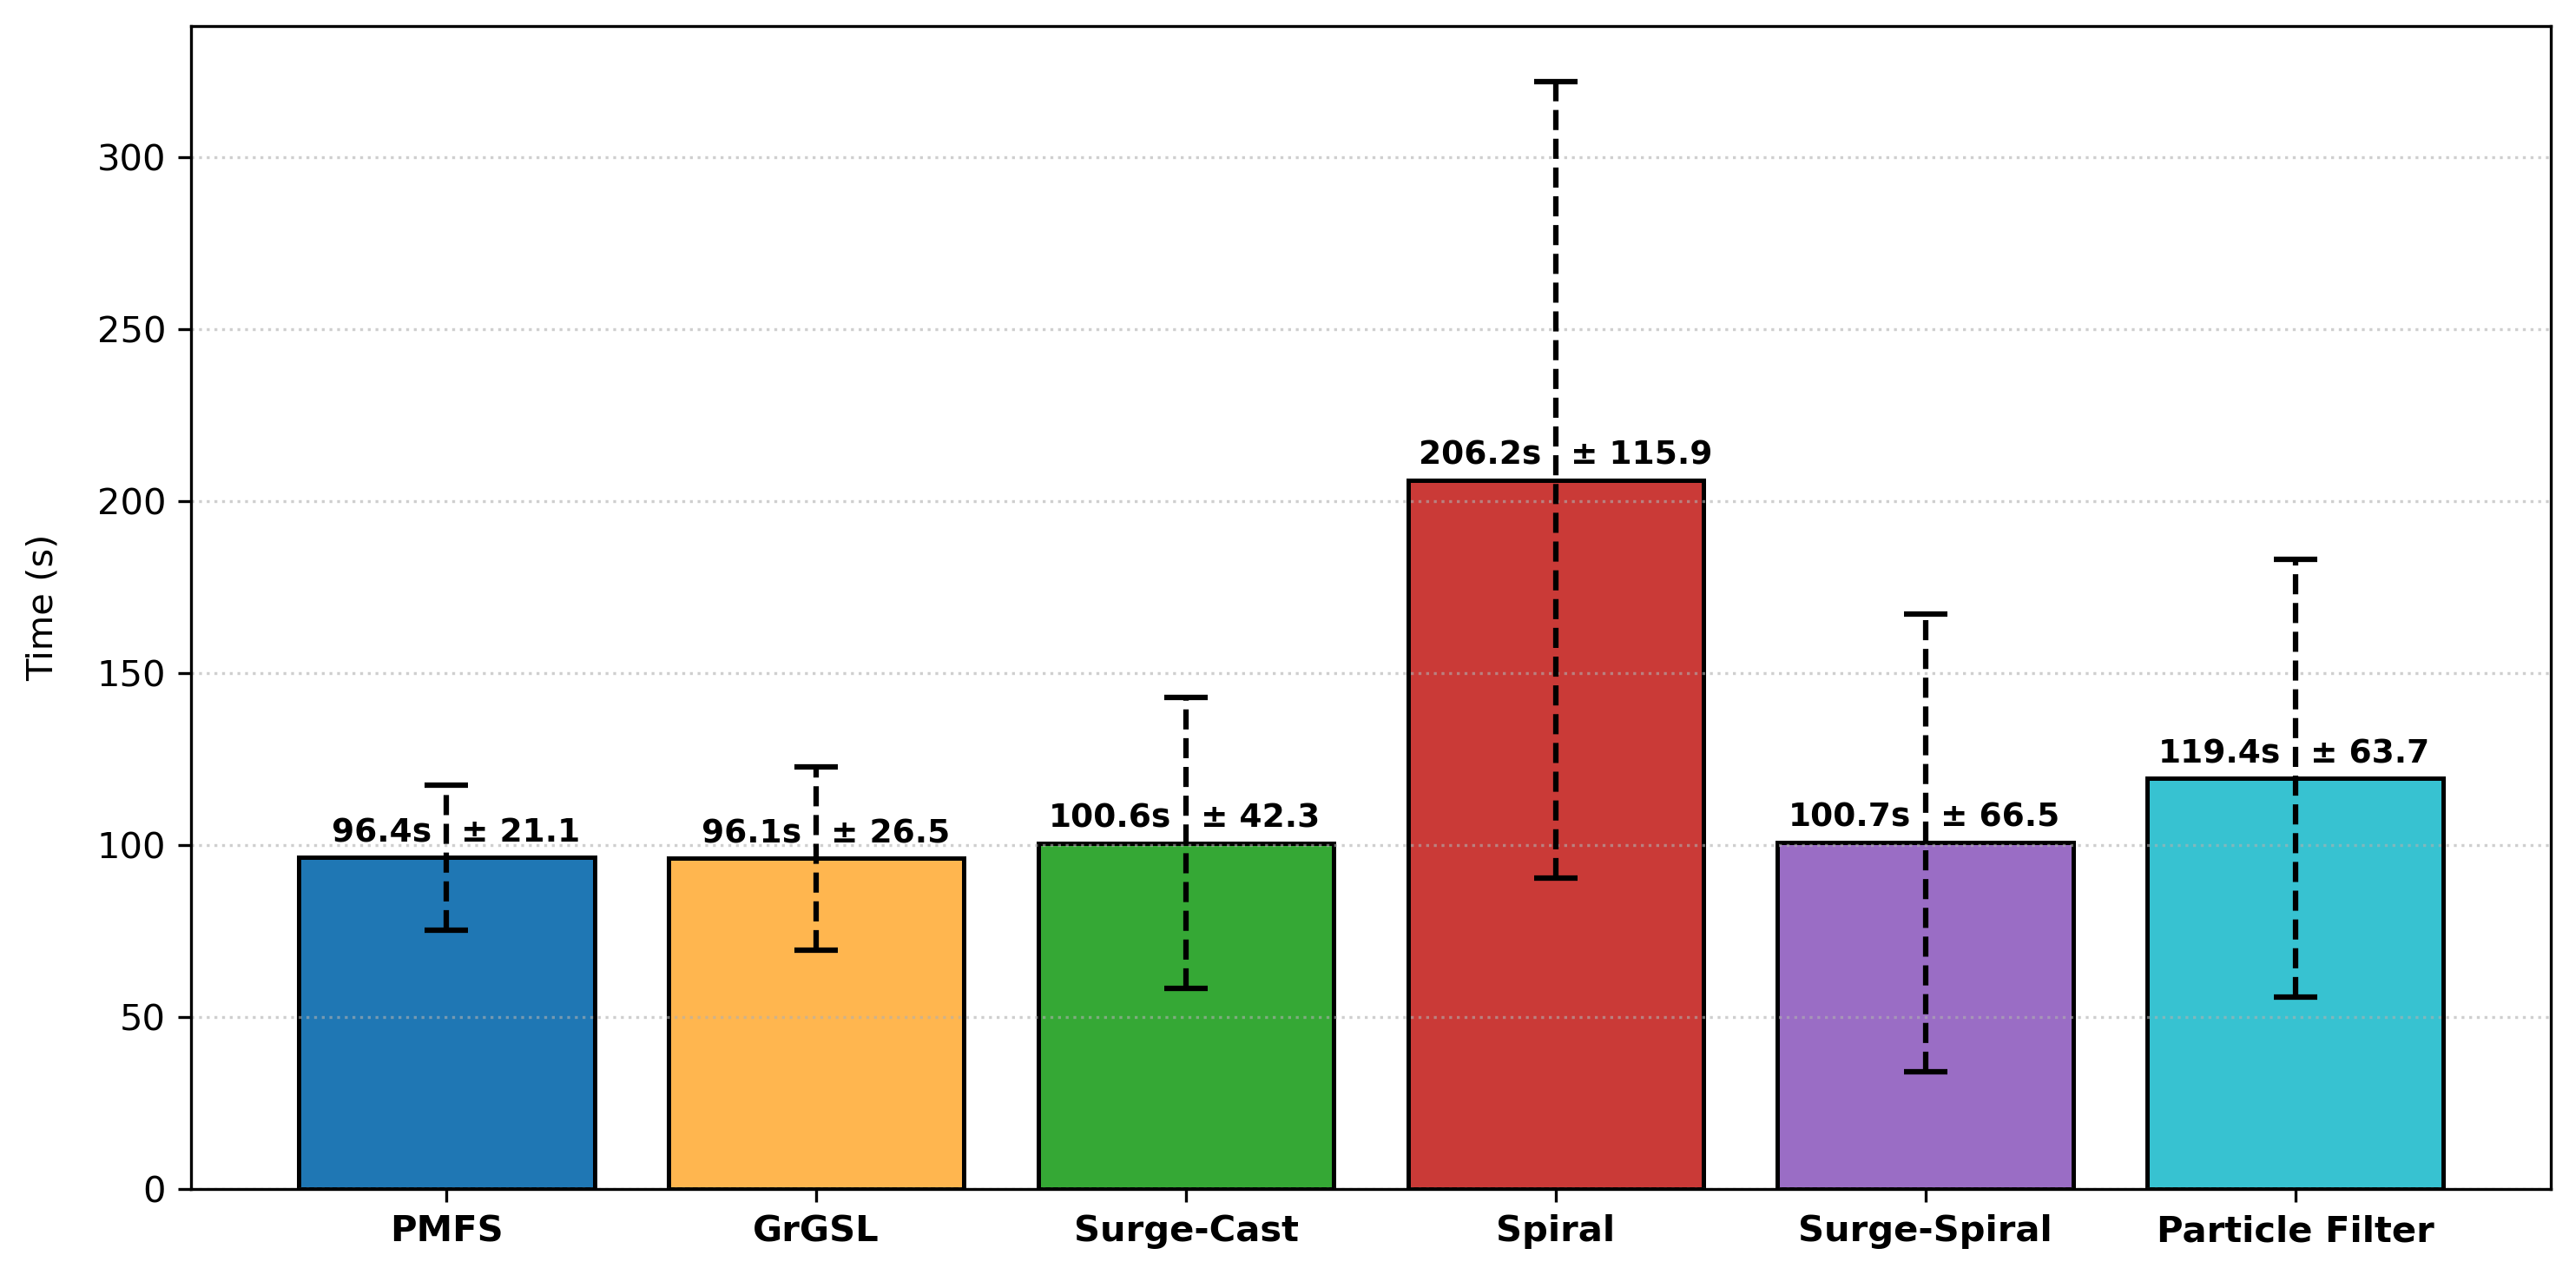 Time (s)
300
250
200
150
100
50
0
206.2s ± 115.9
119.4s ± 63.7
96.4s ± 21.1
96.1s ± 26.5
100.6s ± 42.3
100.7s ± 66.5
PMFS
GrGSL
Surge-Cast
Spiral
Surge-Spiral
Particle Filter